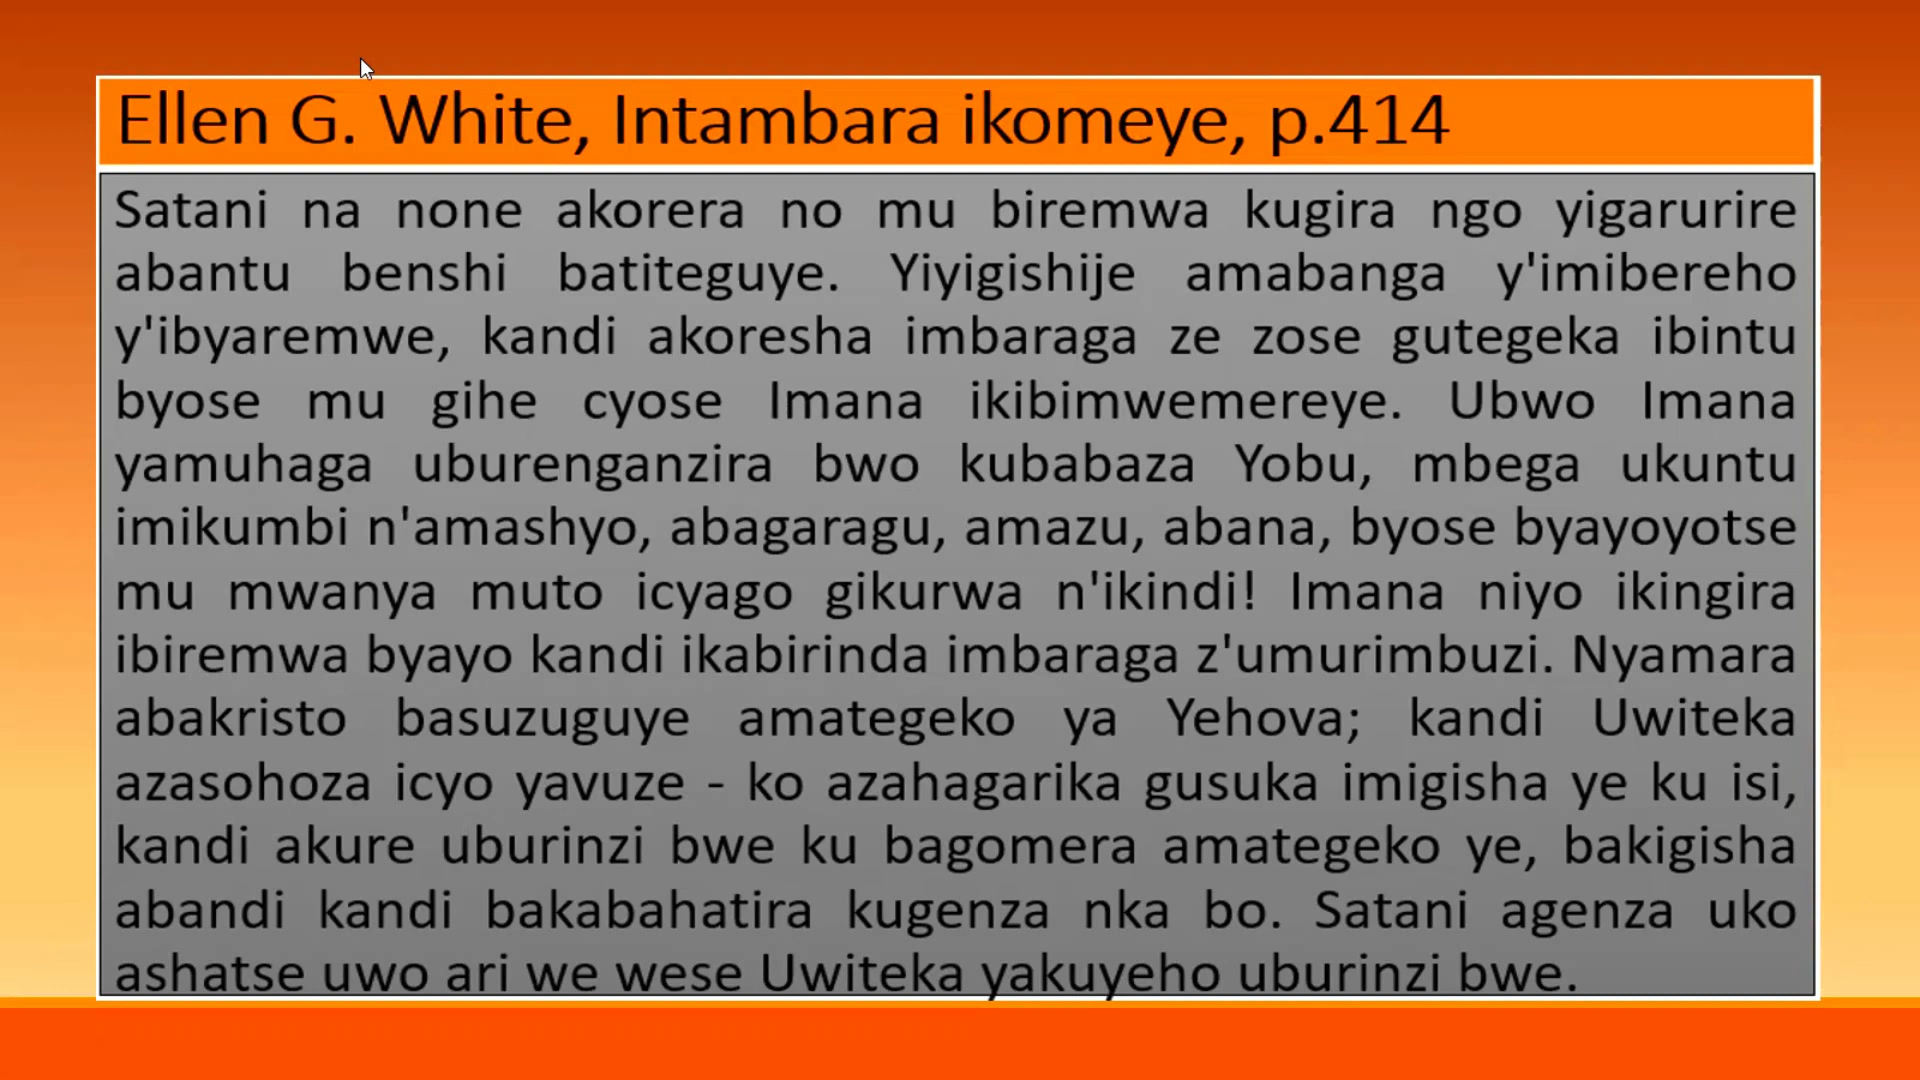 Ellen G. White, Intambara ikomeye, p.414
Satani na none akorera no mu biremwa kugira ngo yigarurire
abantu benshi batiteguye. Yiyigishije amabanga y'imibereho
y'ibyaremwe, kandi akoresha imbaraga ze zose gutegeka ibintu
byose mu gihe cyose Imana ikibimwemereye. Ubwo Imana
yamuhaga uburenganzira bwo kubabaza Yobu, mbega ukuntu
imikumbi n'amashyo, abagaragu, amazu, abana, byose byayoyotse
mu mwanya muto icyago gikurwa n'ikindi! Imana niyo ikingira
ibiremwa byayo kandi ikabirinda imbaraga z'umurimbuzi. Nyamara
abakristo basuzuguye amategeko ya Yehova; kandi Uwiteka
azasohoza icyo yavuze - ko azahagarika gusuka imigisha ye ku isi,
kandi akure uburinzi bwe ku bagomera amategeko ye, bakigisha
abandi kandi bakabahatira kugenza nka bo. Satani agenza uko
ashatse uwo ari we wese Uwiteka yakuyeho uburinzi bwe.